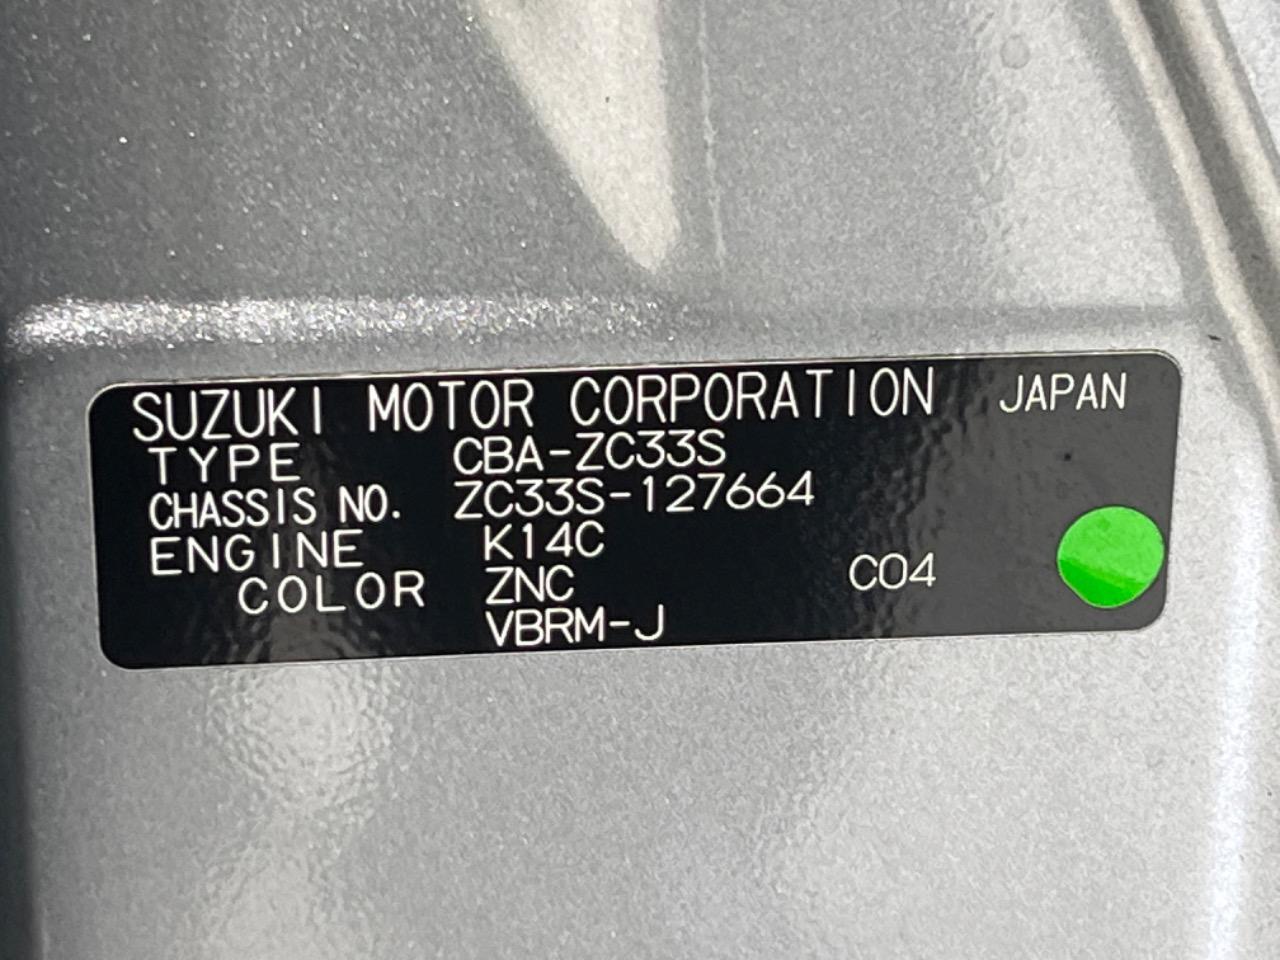 SUZUKI MOTOR CORPORATION JAPAN
TYPE CBA-ZC33S
CHASSIS NO. ZC33S-127664
ENGINE K14C
COLOR ZNC C04
VBRM-J